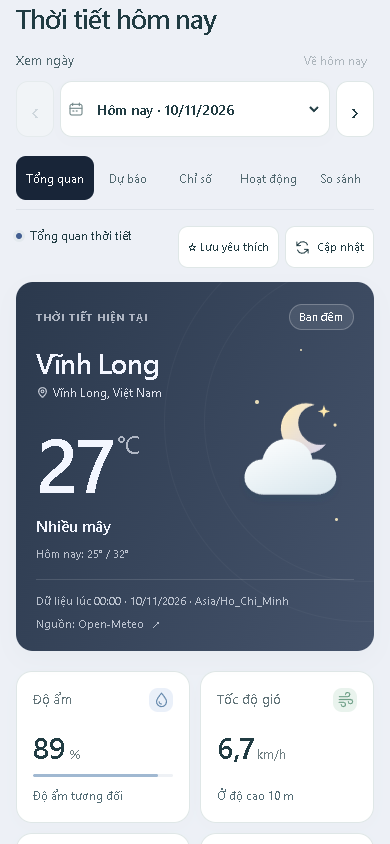 Thời tiết hôm nay
Xem ngày
Về hôm nay
‹
Hôm nay · 10/11/2026
›
Tổng quan
Dự báo
Chỉ số
Hoạt động
So sánh
Tổng quan thời tiết
☆ Lưu yêu thích
Cập nhật
THỜI TIẾT HIỆN TẠI
Ban đêm
Vĩnh Long
Vĩnh Long, Việt Nam
27°C
Nhiều mây
Hôm nay: 25° / 32°
Dữ liệu lúc 00:00 · 10/11/2026 · Asia/Ho_Chi_Minh
Nguồn: Open-Meteo ↗
Độ ẩm
89 %
Độ ẩm tương đối
Tốc độ gió
6,7 km/h
Ở độ cao 10 m